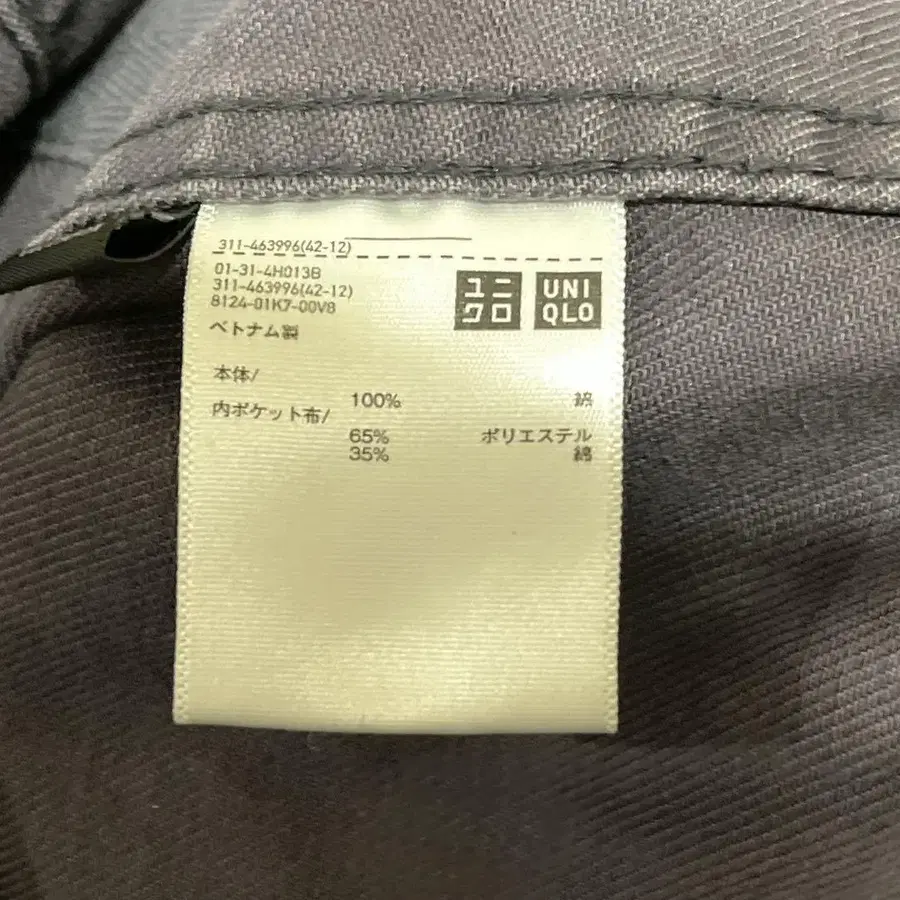 311-463996(42-12)
01-31-4H013B
311-463996(42-12)
8124-01K7-00V8
ベトナム製
ユニ
クロ
UNI
QLO
本体/
100% 綿
内ポケット布/
65% ポリエステル
35% 綿